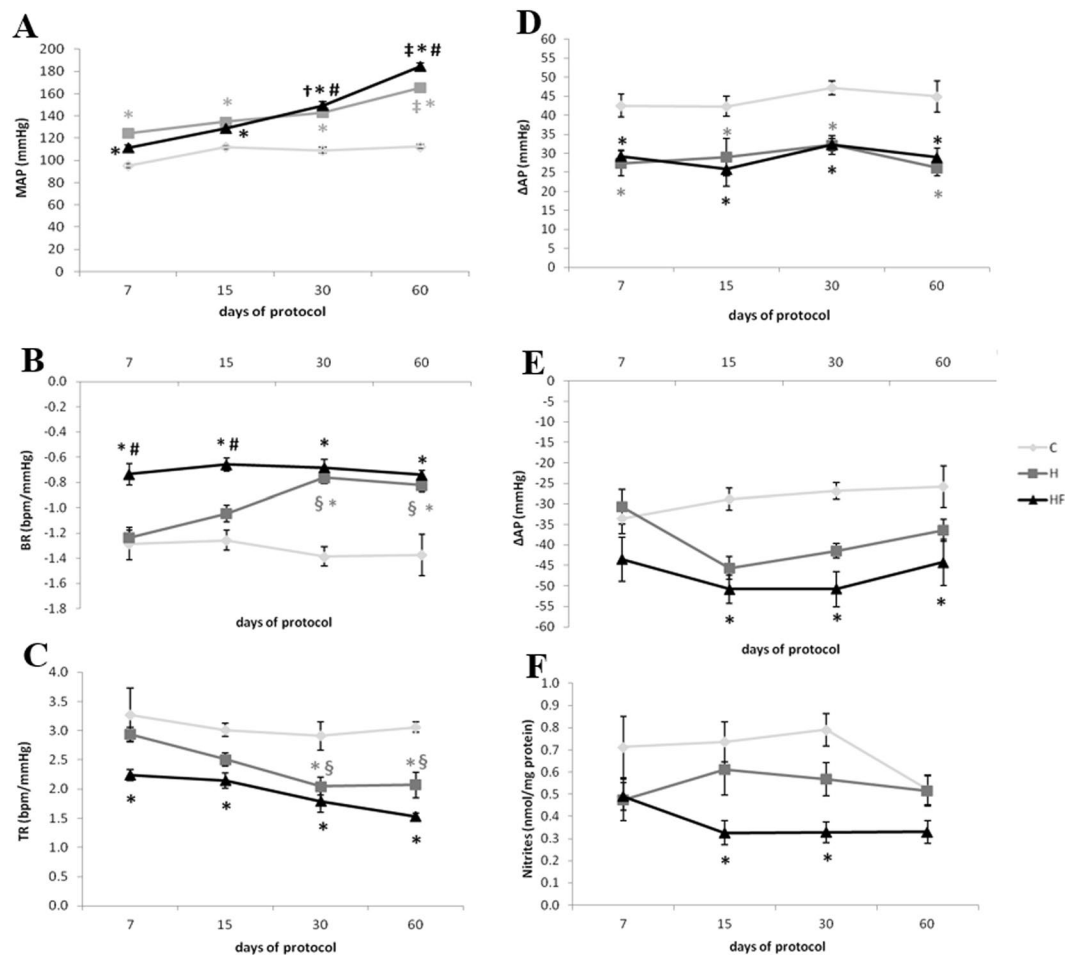 A
MAP (mmHg)
200
180
160
140
120
100
80
60
40
20
0
* * †*# ‡*#
* * * ‡*
7 15 30 60
days of protocol
B
BR (bpm/mmHg)
7 15 30 60
0.0
-0.2
-0.4
-0.6
-0.8
-1.0
-1.2
-1.4
-1.6
-1.8
*# *# * *
§ * § *
days of protocol
C
TR (bpm/mmHg)
4.0
3.5
3.0
2.5
2.0
1.5
1.0
0.5
0.0
*§ *§
* * * *
7 15 30 60
days of protocol
D
ΔAP (mmHg)
60
55
50
45
40
35
30
25
20
15
10
5
0
* * * *
* * * *
7 15 30 60
days of protocol
E
ΔAP (mmHg)
7 15 30 60
0
-5
-10
-15
-20
-25
-30
-35
-40
-45
-50
-55
-60
* * *
days of protocol
C
H
HF
F
Nitrites (nmol/mg protein)
1.0
0.9
0.8
0.7
0.6
0.5
0.4
0.3
0.2
0.1
0.0
* *
7 15 30 60
days of protocol